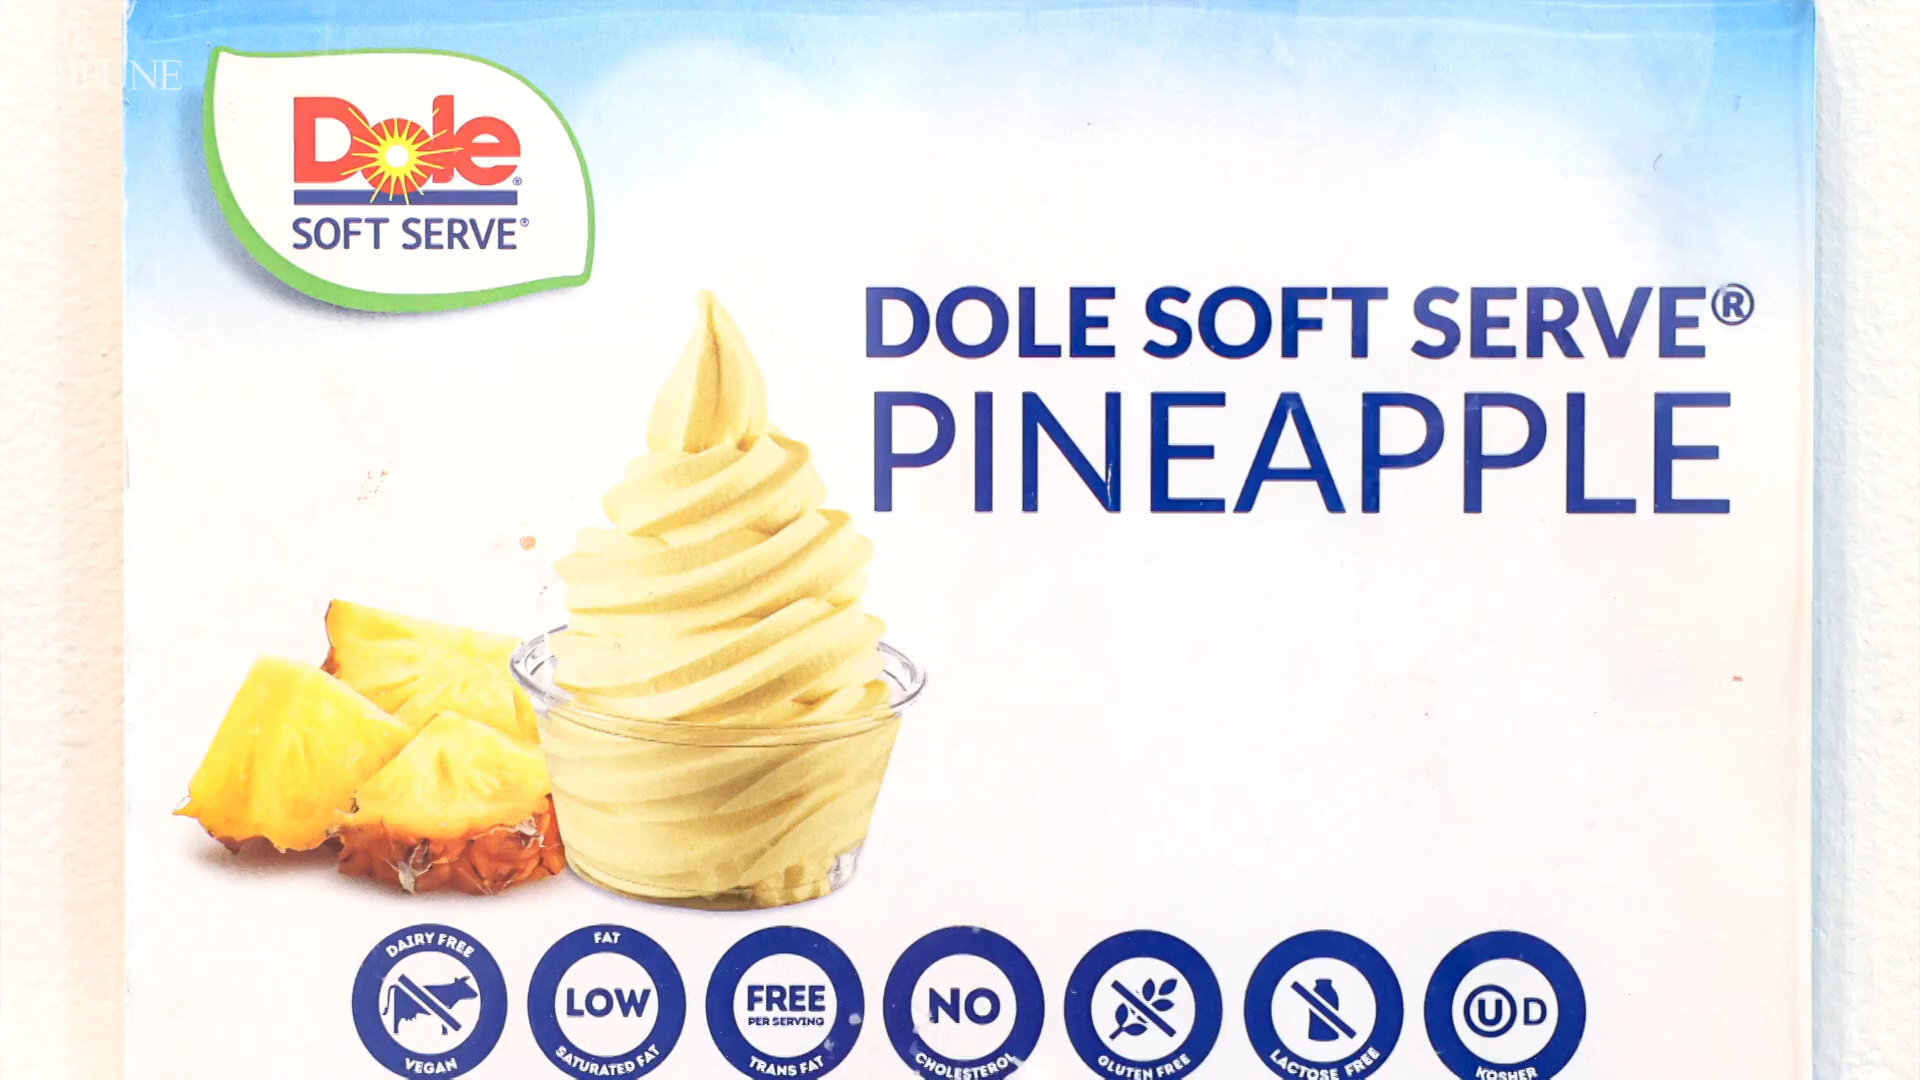 Dole®
SOFT SERVE®
DOLE SOFT SERVE®
PINEAPPLE
DAIRY FREE
VEGAN
FAT
LOW
SATURATED FAT
FREE
PER SERVING
TRANS FAT
NO
CHOLESTEROL
GLUTEN FREE
LACTOSE FREE
U D
KOSHER